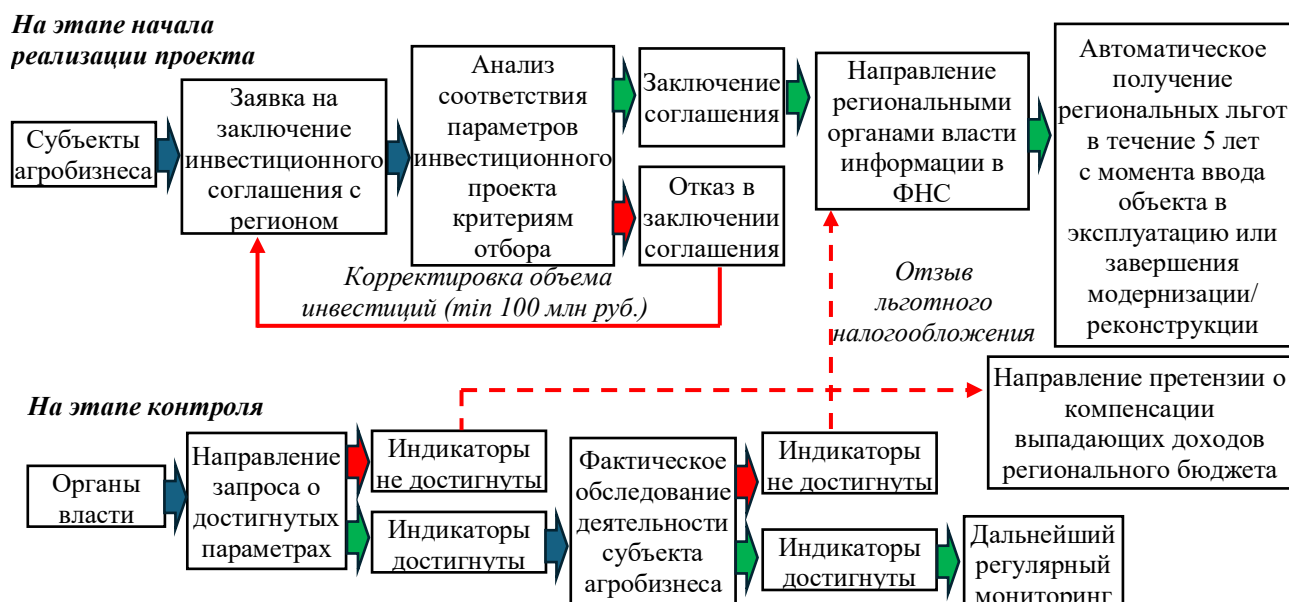 На этапе начала
реализации проекта
Субъекты
агробизнеса
Заявка на
заключение
инвестиционного
соглашения с
регионом
Анализ
соответствия
параметров
инвестиционного
проекта
критериям
отбора
Заключение
соглашения
Отказ в
заключении
соглашения
Корректировка объема
инвестиций (min 100 млн руб.)
Направление
региональными
органами власти
информации в
ФНС
Автоматическое
получение
региональных льгот
в течение 5 лет
с момента ввода
объекта в
эксплуатацию или
завершения
модернизации/
реконструкции
Отзыв
льготного
налогообложения
На этапе контроля
Органы
власти
Направление
запроса о
достигнутых
параметрах
Индикаторы
не достигнуты
Индикаторы
достигнуты
Фактическое
обследование
деятельности
субъекта
агробизнеса
Индикаторы
не достигнуты
Индикаторы
достигнуты
Направление претензии о
компенсации
выпадающих доходов
регионального бюджета
Дальнейший
регулярный
мониторинг